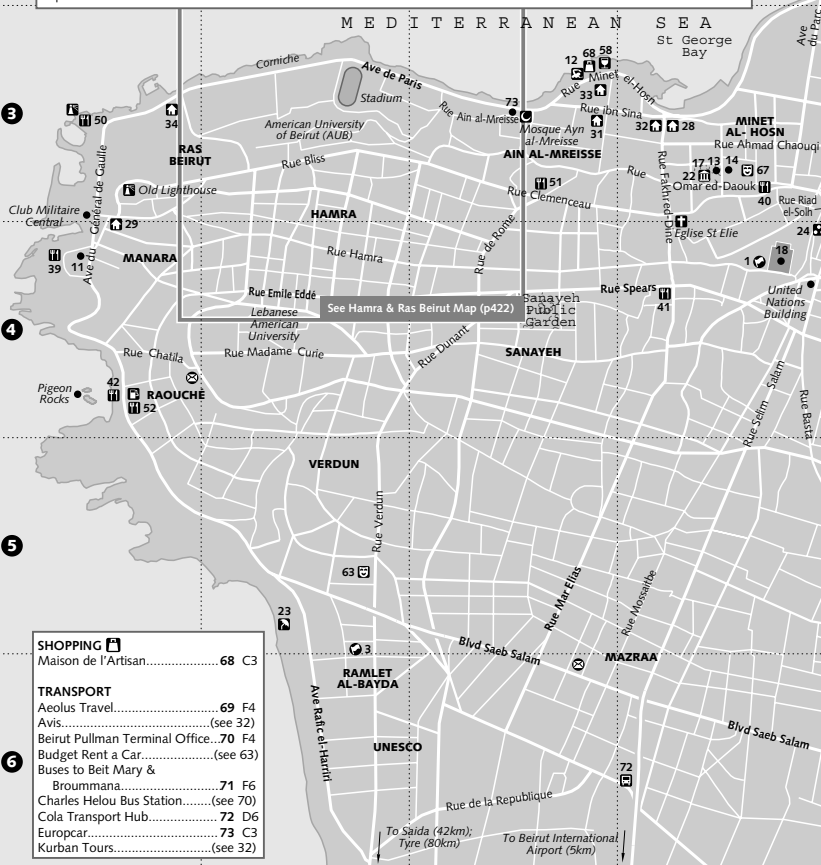 MEDITERRANEAN SEA
St George
Bay
Ave
du Parc
Corniche
Ave de Paris
Stadium
12 68 58
Rue Minet el-Hosn
33
3
50
34
American University
of Beirut (AUB)
Rue Ain al-Mreisse
73
Mosque Ayn
al-Mreisse
Rue ibn Sina
31
32
28
MINET
AL-HOSN
Rue Ahmad Chaouqi
RAS
BEIRUT
AIN AL-MREISSE
Rue Bliss
Rue
Rue Fakhred-Dine
17 13 14
22
67
Omar ed-Daouk
40
Ave du Général de Gaulle
Old Lighthouse
51
Rue Clemenceau
Rue Riad
el-Solh
Club Militaire
Central
29
HAMRA
Eglise St Elie
24
39
11
MANARA
Rue Hamra
Rue de Rome
1
18
Rue Emile Eddé
See Hamra & Ras Beirut Map (p422)
Sanayeh
Public
Garden
Rue Spears
41
United
Nations
Building
Lebanese
American
University
4
Rue Chatila
Rue Madame Curie
Rue Dunant
SANAYEH
Pigeon
Rocks
42
RAOUCHE
52
Rue Selim Salam
Rue Basta
VERDUN
Rue Verdun
5
63
Rue Mar Elias
Rue Mossaitbe
23
3
Blvd Saeb Salam
MAZRAA
RAMLET
AL-BAYDA
Ave Rafic el-Harriri
UNESCO
Blvd Saeb Salam
6
72
Rue de la Republique
To Saida (42km);
Tyre (80km)
To Beirut International
Airport (5km)
SHOPPING
Maison de l'Artisan....................68 C3
TRANSPORT
Aeolus Travel..........................69 F4
Avis.....................................(see 32)
Beirut Pullman Terminal Office...70 F4
Budget Rent a Car.................(see 63)
Buses to Beit Mary &
Broummana.........................71 F6
Charles Helou Bus Station.......(see 70)
Cola Transport Hub.................72 D6
Europcar.................................73 C3
Kurban Tours.........................(see 32)